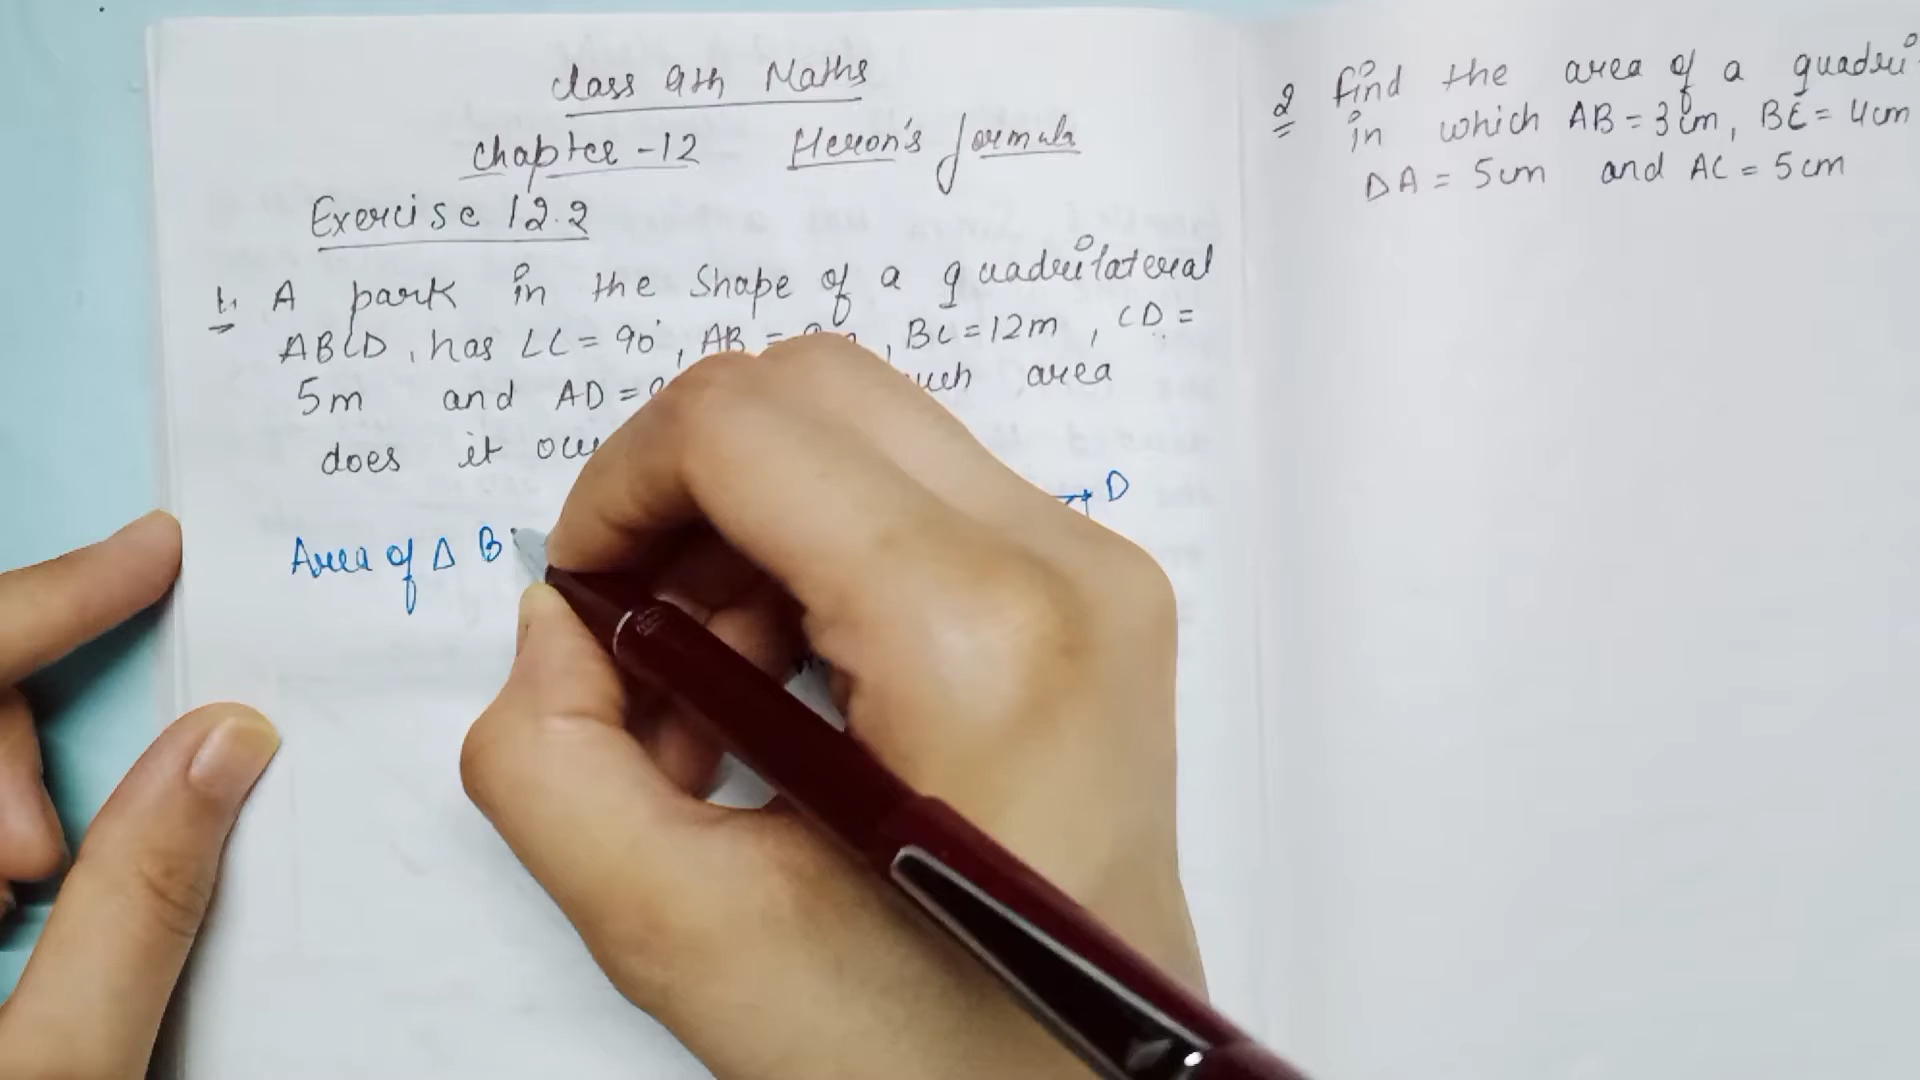 Class 9th Maths
Chapter - 12 Heron's formula
Exercise 12.2
1. A park in the shape of a quadrilateral
ABCD, has ∠C = 90°, AB = , BC = 12m, CD =
5m and AD = area
does it
D
Area of Δ B
2 find the area of a
in which AB = 3cm, BC = 4cm
DA = 5cm and AC = 5cm